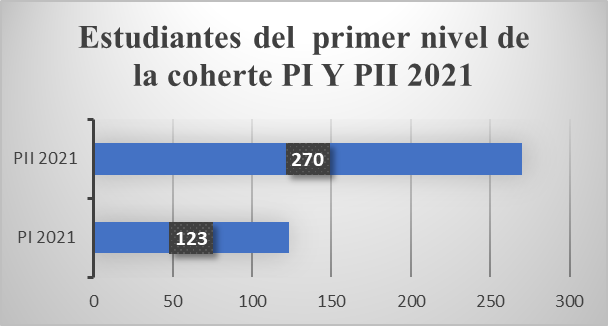 Estudiantes del primer nivel de
la coherte PI Y PII 2021
PII 2021
270
PI 2021
123
0 50 100 150 200 250 300